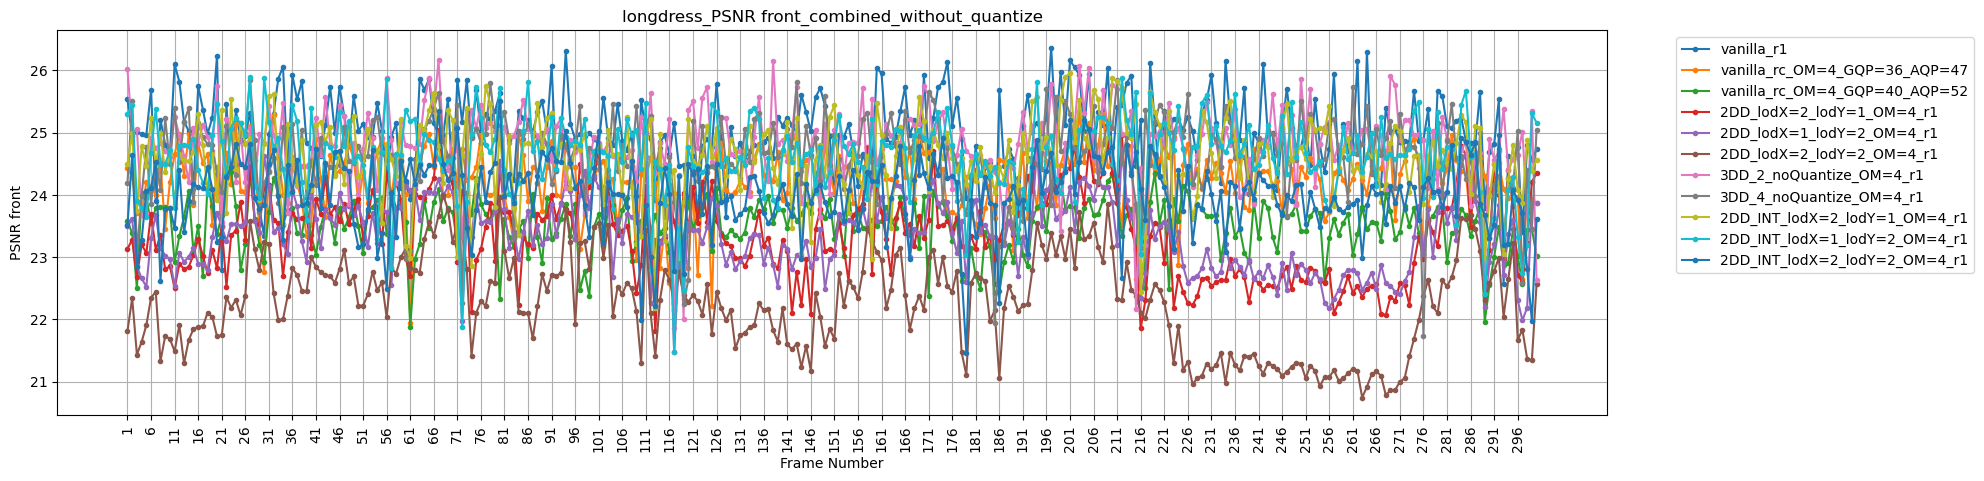 longdress_PSNR front_combined_without_quantize
PSNR front
26
25
24
23
22
21
1 6 11 16 21 26 31 36 41 46 51 56 61 66 71 76 81 86 91 96 101 106 111 116 121 126 131 136 141 146 151 156 161 166 171 176 181 186 191 196 201 206 211 216 221 226 231 236 241 246 251 256 261 266 271 276 281 286 291 296
Frame Number
vanilla_r1
vanilla_rc_OM=4_GQP=36_AQP=47
vanilla_rc_OM=4_GQP=40_AQP=52
2DD_lodX=2_lodY=1_OM=4_r1
2DD_lodX=1_lodY=2_OM=4_r1
2DD_lodX=2_lodY=2_OM=4_r1
3DD_2_noQuantize_OM=4_r1
3DD_4_noQuantize_OM=4_r1
2DD_INT_lodX=2_lodY=1_OM=4_r1
2DD_INT_lodX=1_lodY=2_OM=4_r1
2DD_INT_lodX=2_lodY=2_OM=4_r1